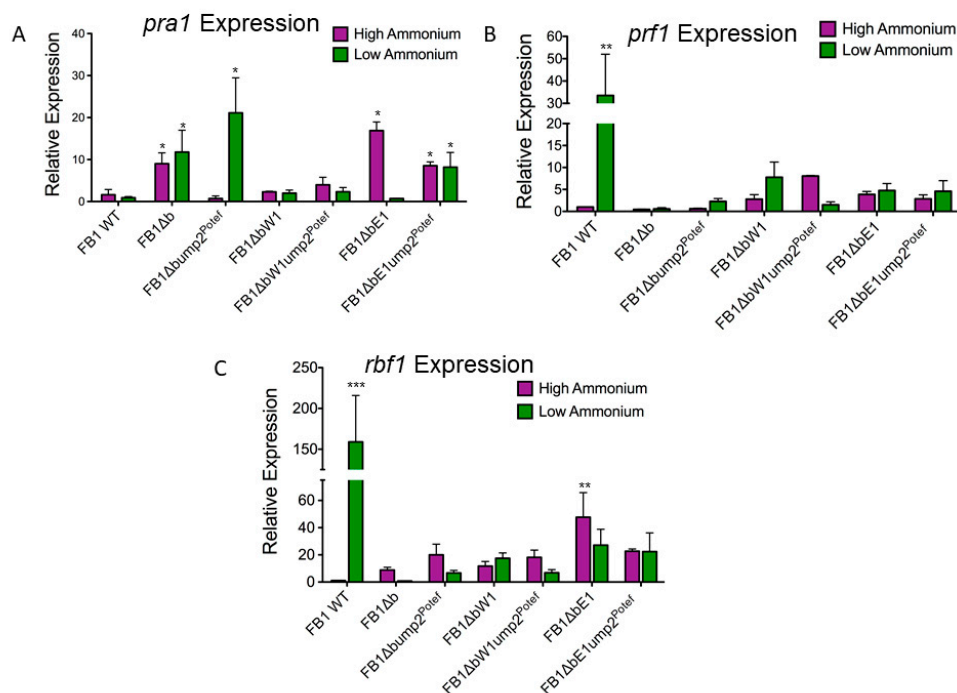 A
pra1 Expression
High Ammonium
Low Ammonium
Relative Expression
40
30
20
10
0
*
*
*
*
*
*
FB1 WT
FB1Δb
FB1Δbump2ᴾᵒᵗᵉᶠ
FB1ΔbW1
FB1ΔbW1ump2ᴾᵒᵗᵉᶠ
FB1ΔbE1
FB1ΔbE1ump2ᴾᵒᵗᵉᶠ
B
prf1 Expression
High Ammonium
Low Ammonium
Relative Expression
60
50
40
30
10
5
0
**
FB1 WT
FB1Δb
FB1Δbump2ᴾᵒᵗᵉᶠ
FB1ΔbW1
FB1ΔbW1ump2ᴾᵒᵗᵉᶠ
FB1ΔbE1
FB1ΔbE1ump2ᴾᵒᵗᵉᶠ
C
rbf1 Expression
High Ammonium
Low Ammonium
Relative Expression
250
200
150
60
40
20
0
***
**
FB1 WT
FB1Δb
FB1Δbump2ᴾᵒᵗᵉᶠ
FB1ΔbW1
FB1ΔbW1ump2ᴾᵒᵗᵉᶠ
FB1ΔbE1
FB1ΔbE1ump2ᴾᵒᵗᵉᶠ